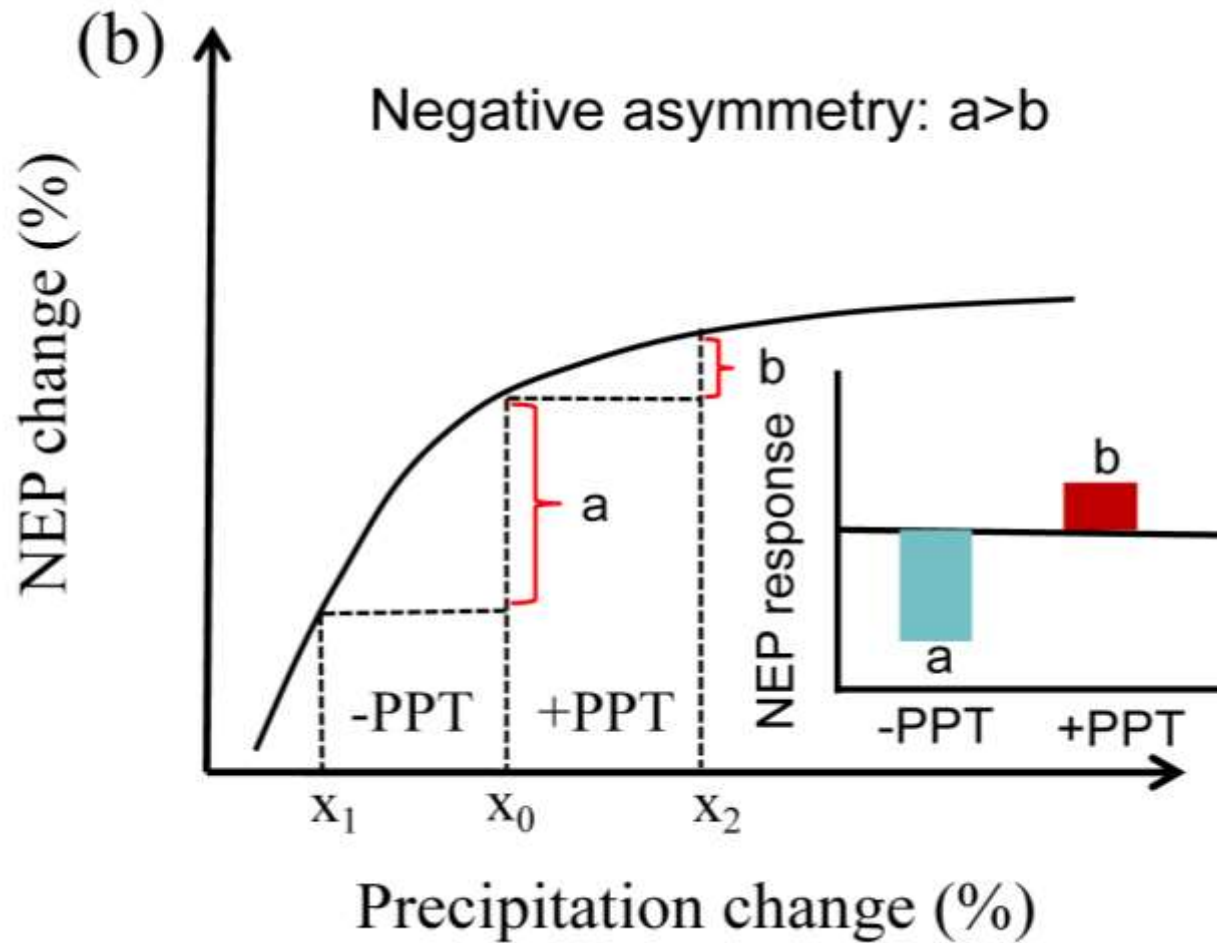 (b)
Negative asymmetry: a>b
NEP change (%)
b
a
-PPT +PPT
x₁ x₀ x₂
Precipitation change (%)
NEP response
b
a
-PPT +PPT